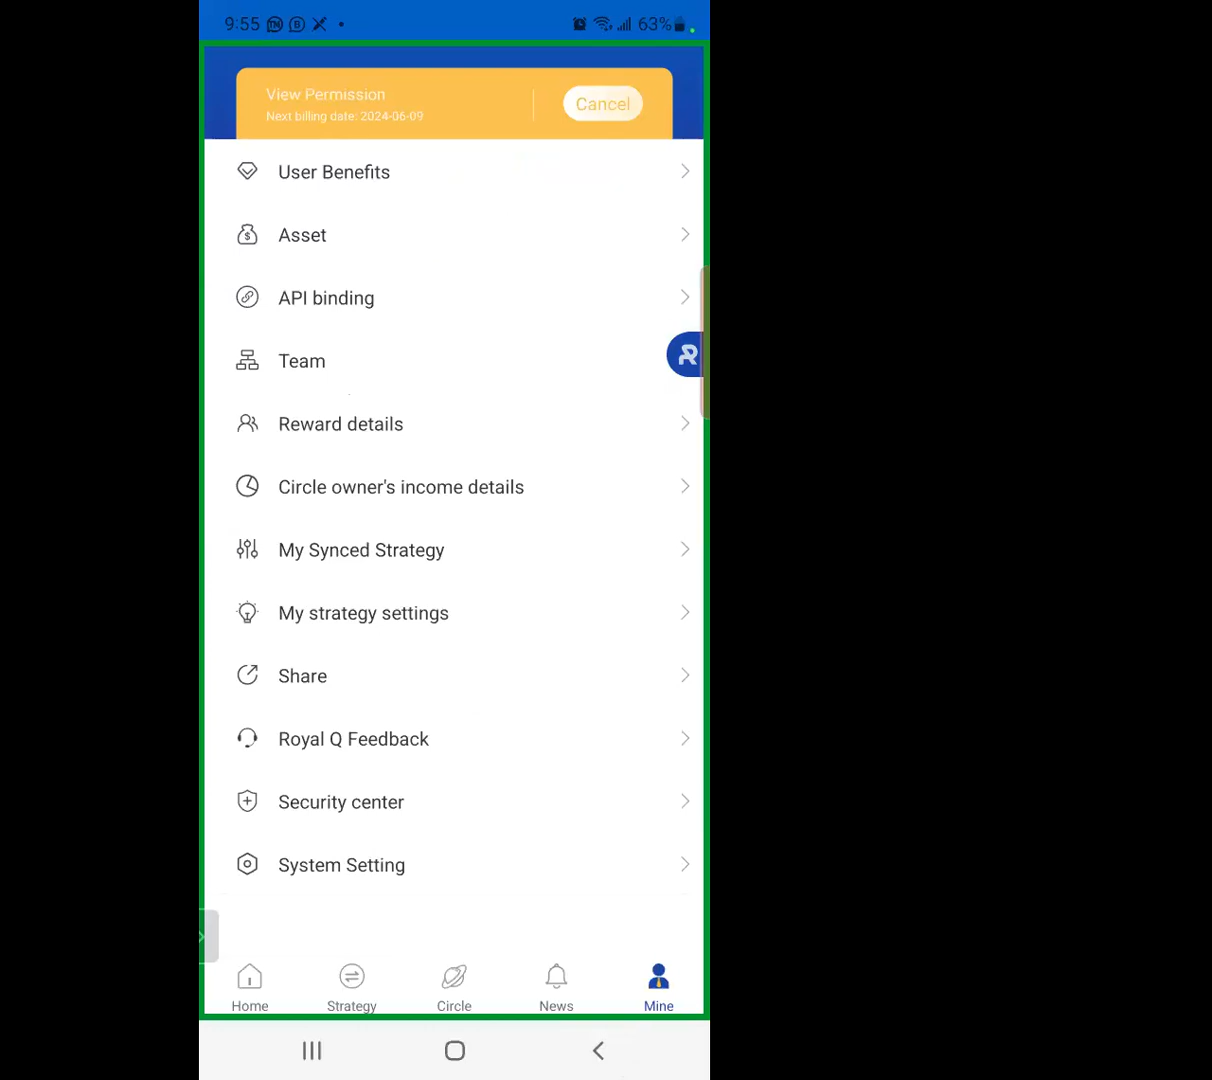 9:55 63%
View Permission
Next billing date: 2024-06-09
Cancel
User Benefits
Asset
API binding
Team
Reward details
Circle owner's income details
My Synced Strategy
My strategy settings
Share
Royal Q Feedback
Security center
System Setting
Home Strategy Circle News Mine